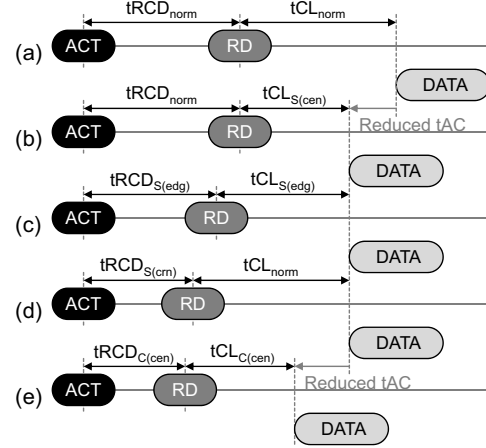 tRCDnorm tCLnorm
(a) ACT RD
DATA
tRCDnorm tCLS(cen)
Reduced tAC
(b) ACT RD
DATA
tRCDS(edg) tCLS(edg)
(c) ACT RD
DATA
tRCDS(crn) tCLnorm
(d) ACT RD
DATA
tRCDC(cen) tCLC(cen)
Reduced tAC
(e) ACT RD
DATA